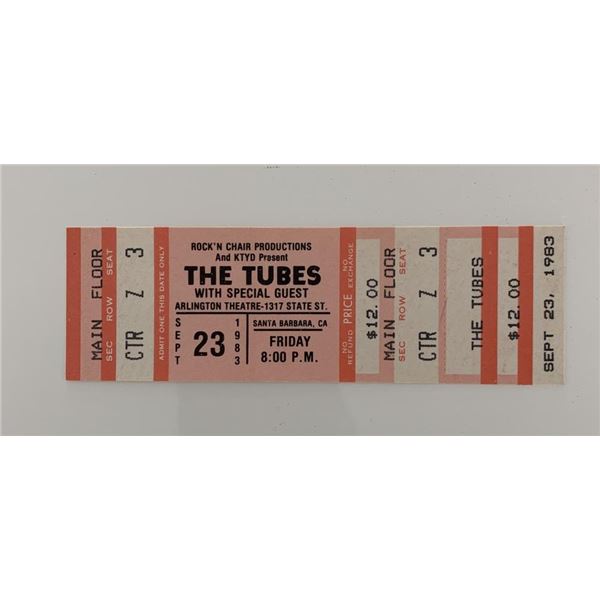 MAIN FLOOR
SEC ROW SEAT
CTR Z 3
ADMIT ONE THIS DATE ONLY
ROCK'N CHAIR PRODUCTIONS
And KTYD Present
THE TUBES
WITH SPECIAL GUEST
ARLINGTON THEATRE-1317 STATE ST.
SEPT
23
1983
SANTA BARBARA, CA
FRIDAY
8:00 P.M.
NO REFUND PRICE NO EXCHANGE
$12.00
MAIN FLOOR
SEC ROW SEAT
CTR Z 3
THE TUBES
$12.00
SEPT 23, 1983